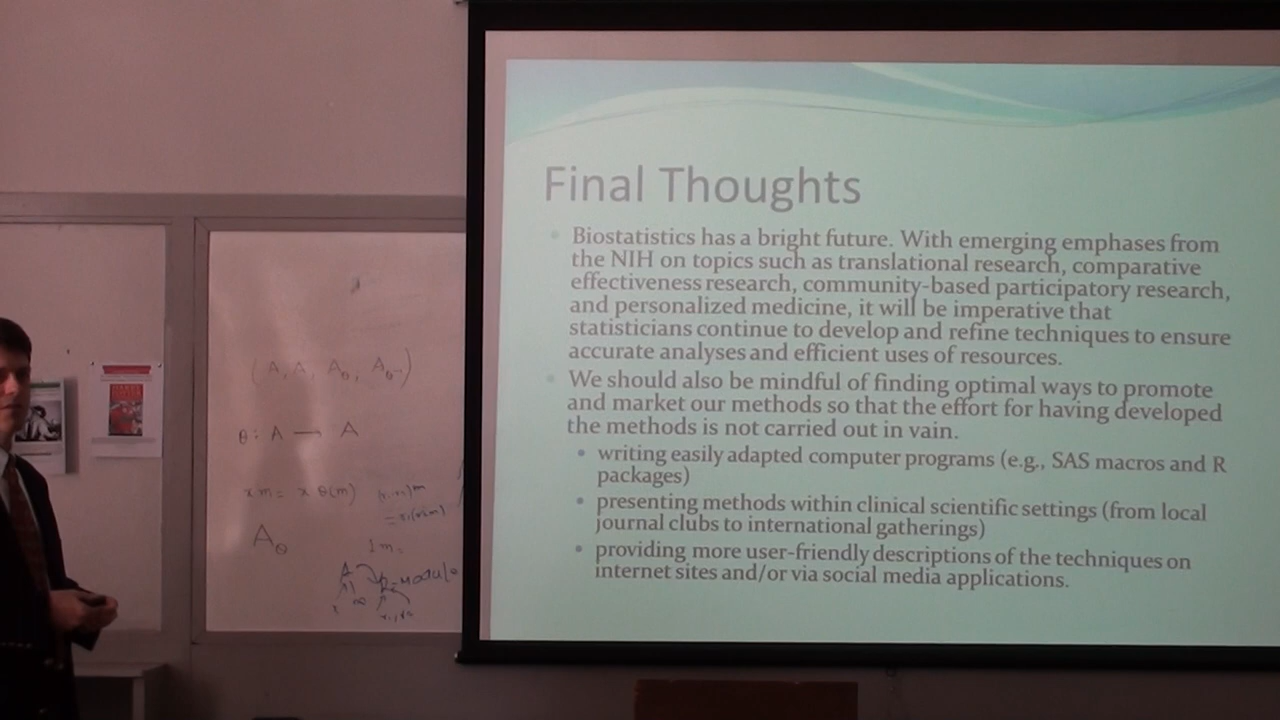 Final Thoughts
Biostatistics has a bright future. With emerging emphases from
the NIH on topics such as translational research, comparative
effectiveness research, community-based participatory research,
and personalized medicine, it will be imperative that
statisticians continue to develop and refine techniques to ensure
accurate analyses and efficient uses of resources.
We should also be mindful of finding optimal ways to promote
and market our methods so that the effort for having developed
the methods is not carried out in vain.
writing easily adapted computer programs (e.g., SAS macros and R
packages)
presenting methods within clinical scientific settings (from local
journal clubs to international gatherings)
providing more user-friendly descriptions of the techniques on
internet sites and/or via social media applications.
θ: A — A
xm = x θ(m)
A_θ